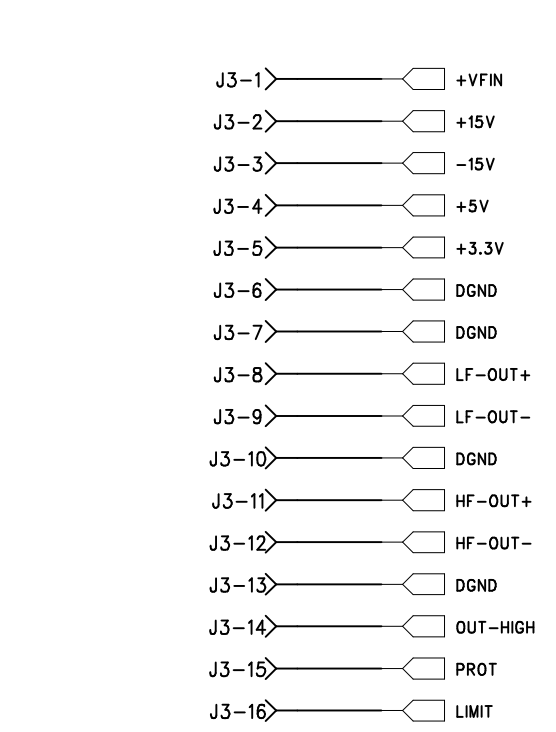 J3-1 +VFIN
J3-2 +15V
J3-3 -15V
J3-4 +5V
J3-5 +3.3V
J3-6 DGND
J3-7 DGND
J3-8 LF-OUT+
J3-9 LF-OUT-
J3-10 DGND
J3-11 HF-OUT+
J3-12 HF-OUT-
J3-13 DGND
J3-14 OUT-HIGH
J3-15 PROT
J3-16 LIMIT